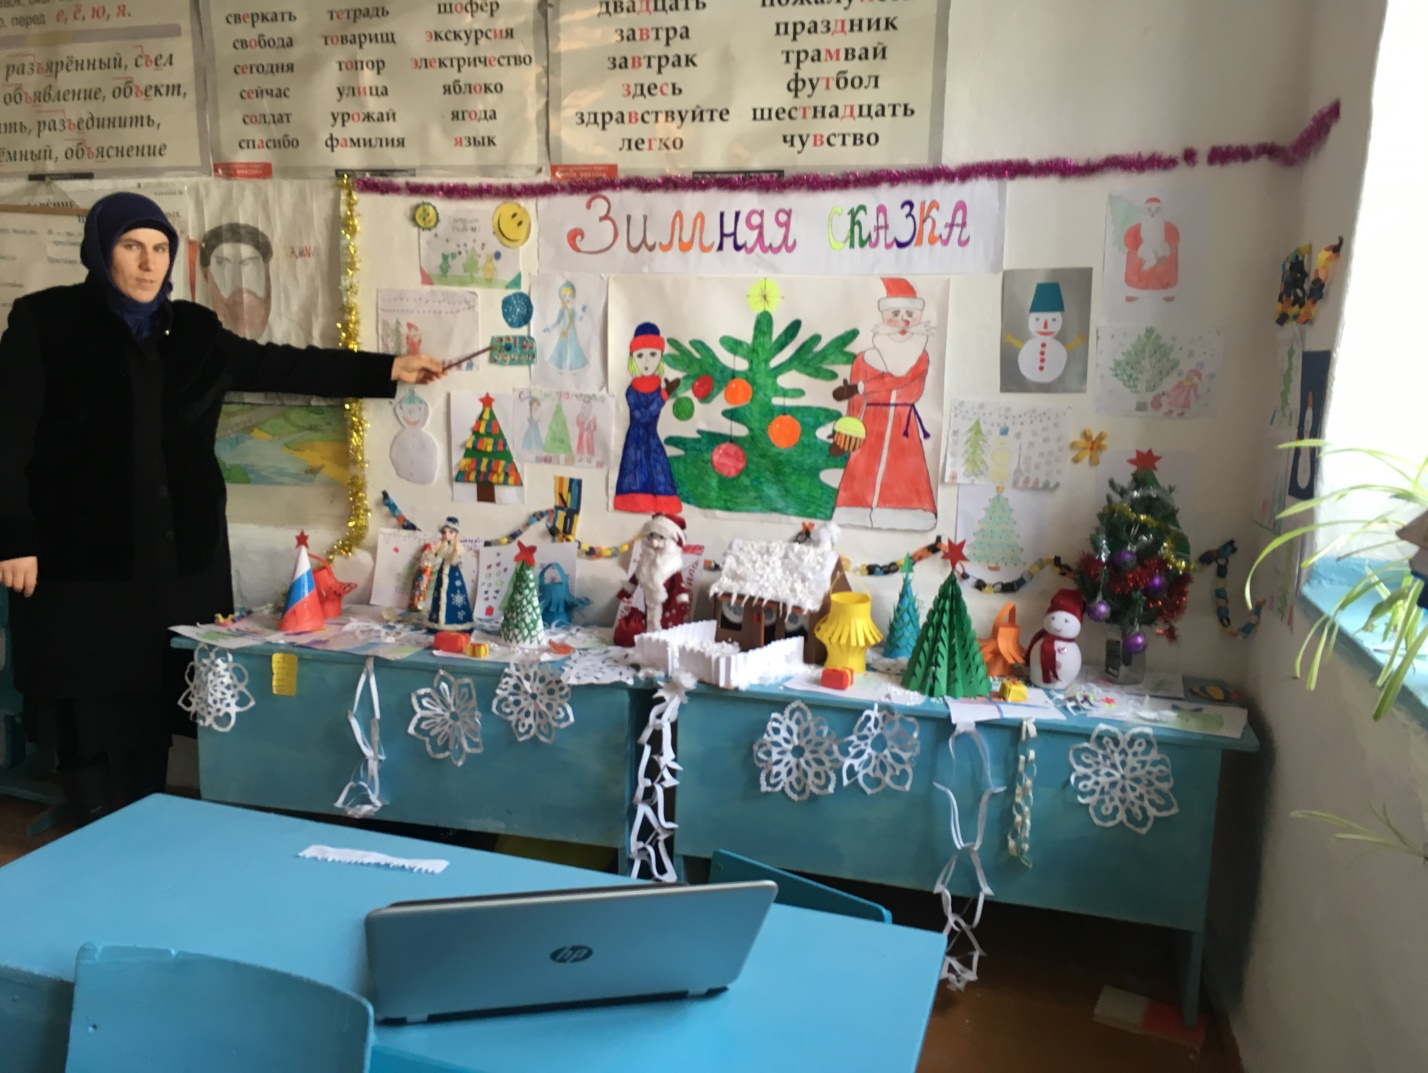 е, ё, ю, я.
разъярённый, съел
объявление, объект,
разъединить,
объяснение
сверкать
свобода
сегодня
сейчас
солдат
спасибо
тетрадь
товарищ
топор
улица
урожай
фамилия
шофёр
экскурсия
электричество
яблоко
ягода
язык
двадцать
завтра
завтрак
здесь
здравствуйте
легко
праздник
трамвай
футбол
шестнадцать
чувство
Зимняя сказка
hp